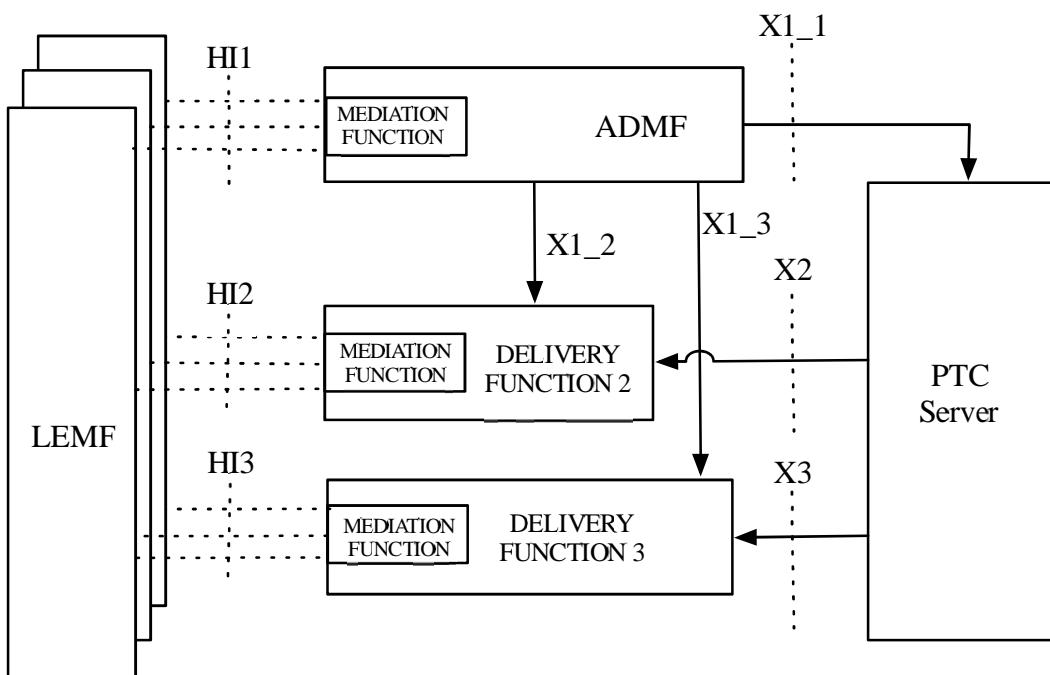 X1_1
HI1
MEDIATION
FUNCTION
ADMF
X1_2
X1_3
HI2
X2
MEDIATION
FUNCTION
DELIVERY
FUNCTION 2
PTC
Server
LEMF
HI3
X3
MEDIATION
FUNCTION
DELIVERY
FUNCTION 3